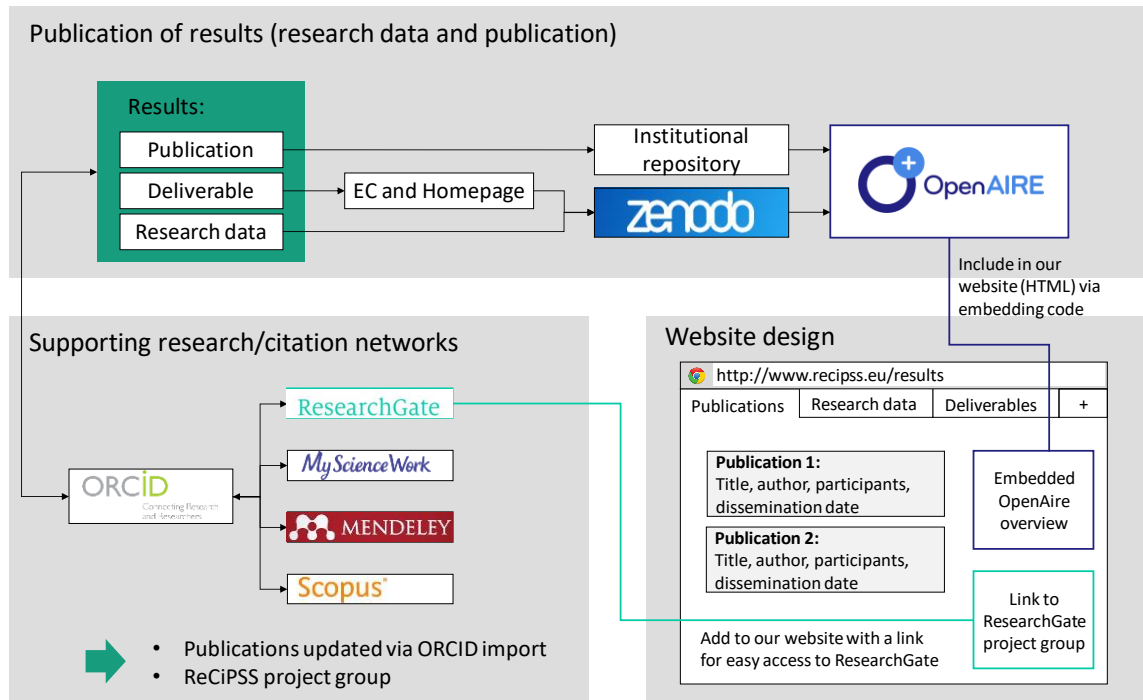 Publication of results (research data and publication)
Results:
Publication
Deliverable
Research data
EC and Homepage
Institutional
repository
zenodo
OpenAIRE
Include in our
website (HTML) via
embedding code
Supporting research/citation networks
ORCiD
Connecting Research
and Researchers
ResearchGate
MyScienceWork
MENDELEY
Scopus®
• Publications updated via ORCID import
• ReCiPSS project group
Website design
http://www.recipss.eu/results
Publications
Research data
Deliverables
+
Publication 1:
Title, author, participants,
dissemination date
Publication 2:
Title, author, participants,
dissemination date
Embedded
OpenAire
overview
Link to
ResearchGate
project group
Add to our website with a link
for easy access to ResearchGate